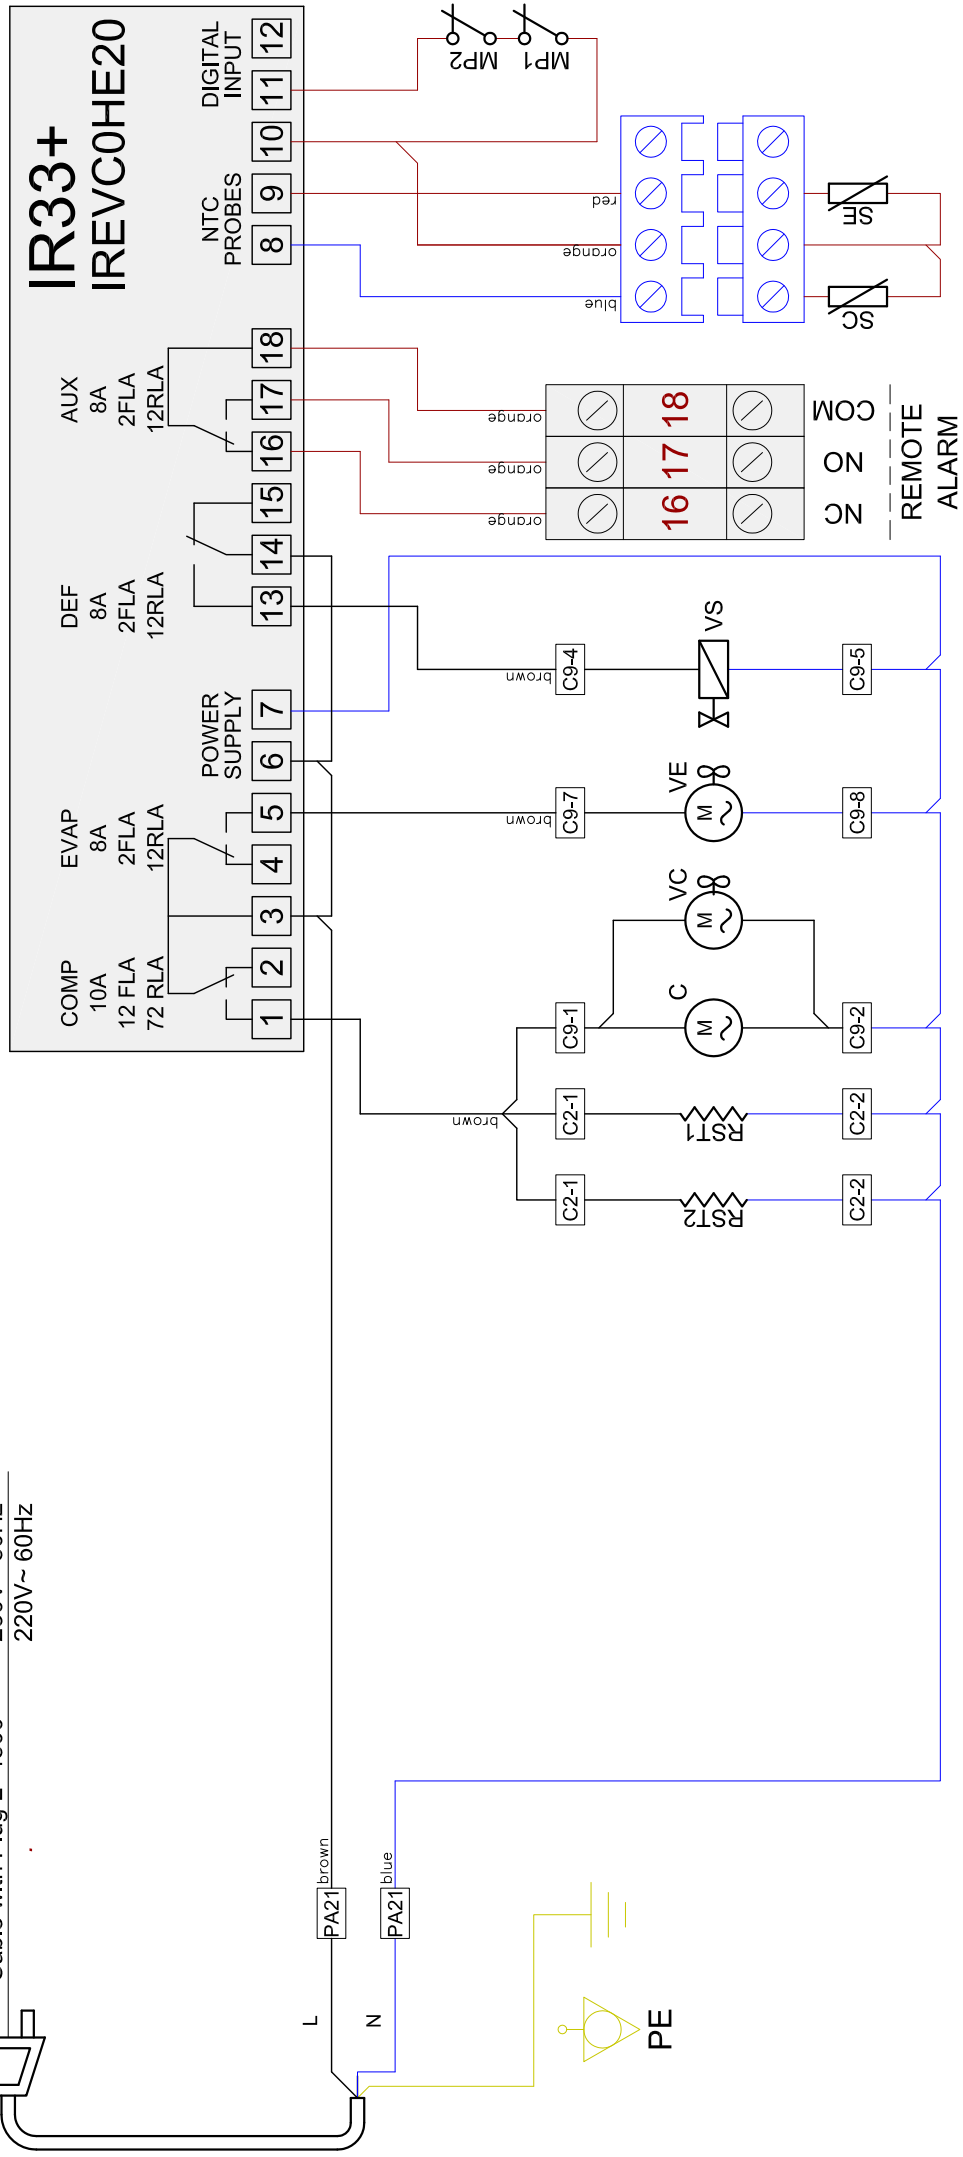 IR33+
IREVC0HE20
COMP
10A
12 FLA
72 RLA
EVAP
8A
2FLA
12RLA
POWER
SUPPLY
DEF
8A
2FLA
12RLA
AUX
8A
2FLA
12RLA
NTC
PROBES
DIGITAL
INPUT
1
2
3
4
5
6
7
13
14
15
16
17
18
8
9
10
11
12
MP2
MP1
red
orange
blue
SE
SC
orange
orange
orange
18
17
16
COM
NO
NC
REMOTE
ALARM
brown
C9-4
VS
C9-5
brown
C9-7
VE
M
C9-8
VC
M
C
C9-1
M
C9-2
brown
C2-1
RST1
C2-2
C2-1
RST2
C2-2
220V~ 60Hz
L
PA21
brown
N
PA21
blue
PE